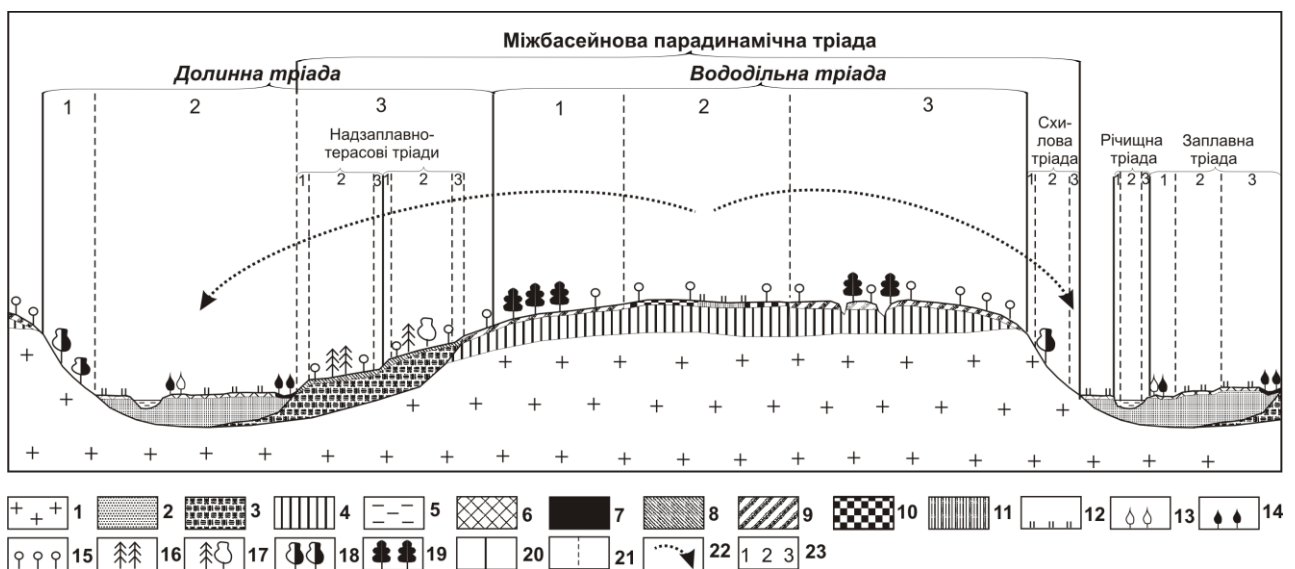 Міжбасейнова парадинамічна тріада
Долинна тріада
Вододільна тріада
1 2 3 1 2 3
Надзаплавно-
терасові тріади
Схи-
лова
тріада
Річищна
тріада
Заплавна
тріада
1 2 3 1 2 3 1 2 3 1 2 3 1 2 3
1 2 3 4 5 6 7 8 9 10 11 12 13 14
15 16 17 18 19 20 21 22 1 2 3 23